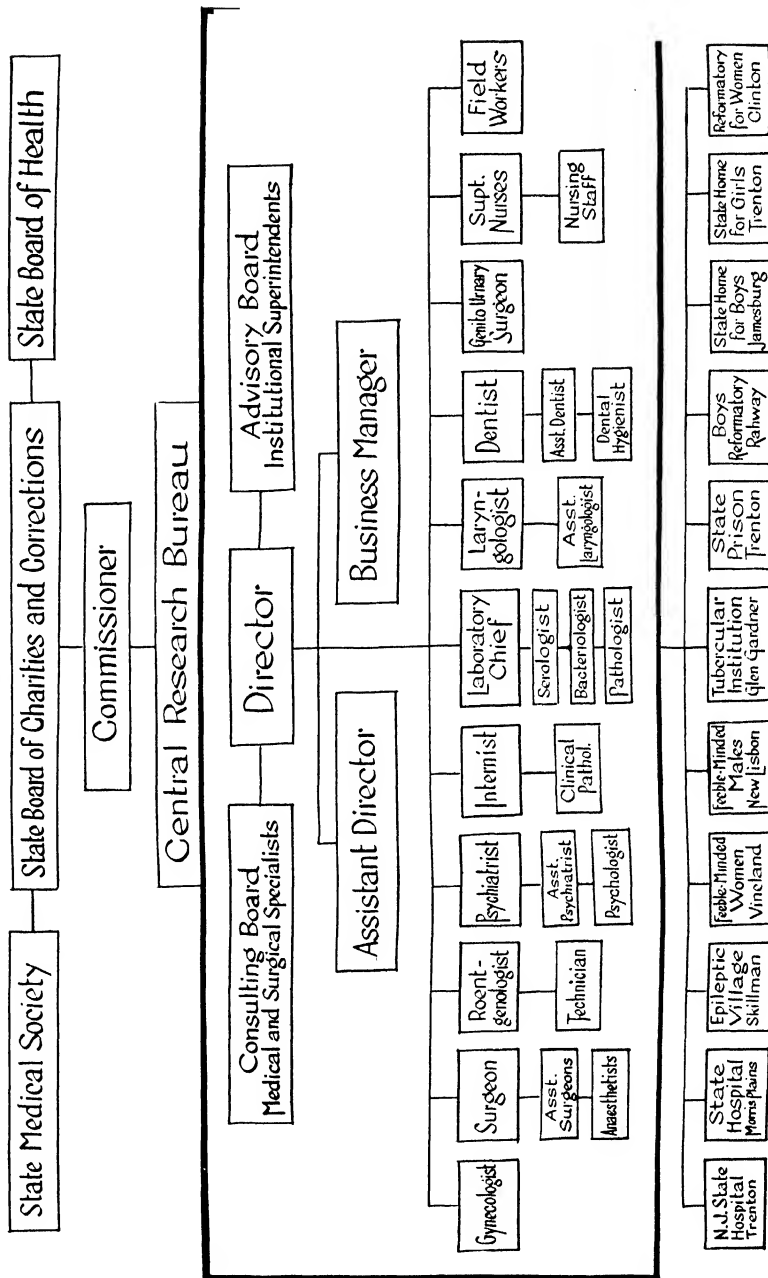 State Medical Society
State Board of Charities and Corrections
State Board of Health
Commissioner
Central Research Bureau
Consulting Board
Medical and Surgical Specialists
Director
Advisory Board
Institutional Superintendents
Assistant Director
Business Manager
Gynecologist
Surgeon
Asst.
Surgeons
Anaesthetists
Roent-
genologist
Technician
Psychiatrist
Asst.
Psychiatrist
Psychologist
Internist
Clinical
Pathol.
Laboratory
Chief
Serologist
Bacteriologist
Pathologist
Laryn-
gologist
Asst.
Laryngologist
Dentist
Asst. Dentist
Dental
Hygienist
Genito Urnary
Surgeon
Supt.
Nurses
Nursing
Staff
Field
Workers
N.J. State
Hospital
Trenton
State
Hospital
Morris Plains
Epileptic
Village
Skillman
Feeble-Minded
Women
Vineland
Feeble-Minded
Males
New Lisbon
Tubercular
Institution
Glen Gardner
State
Prison
Trenton
Boys
Reformatory
Rahway
State Home
for Boys
Jamesburg
State Home
for Girls
Trenton
Reformatory
for Women
Clinton